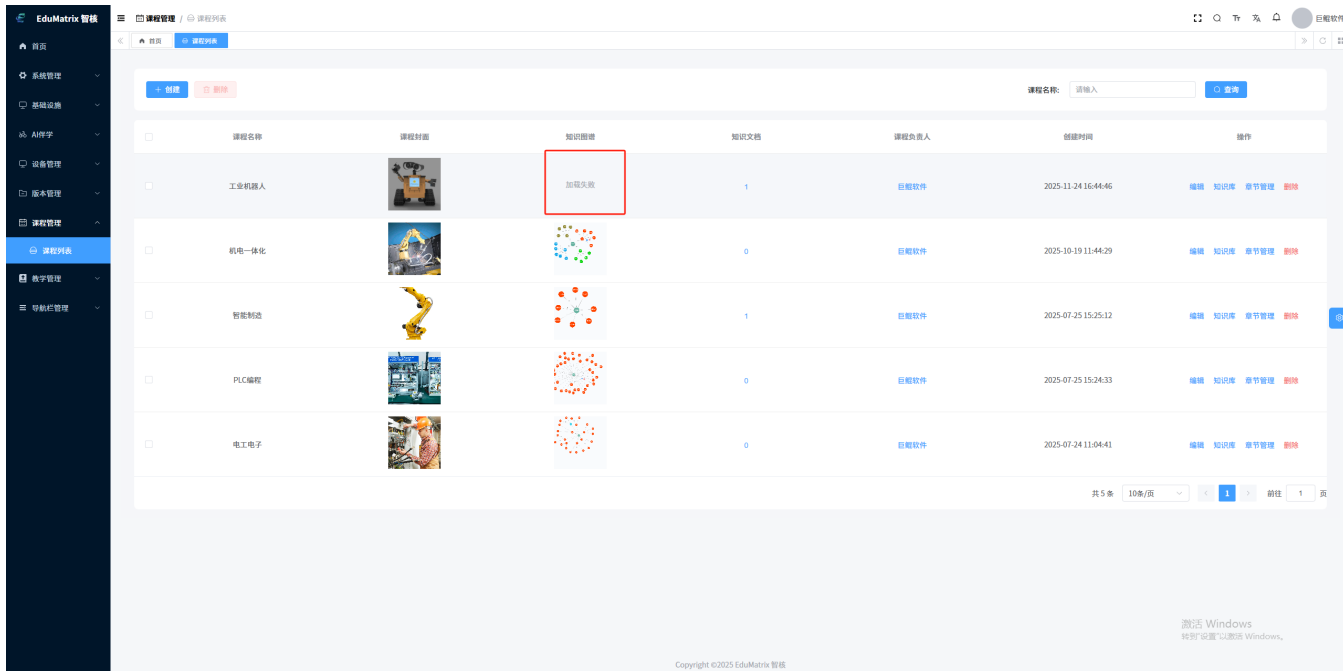 EduMatrix 智核
课程管理 / 课程列表
巨鲲软件
首页
课程列表
首页
系统管理
基础设施
AI伴学
设备管理
版本管理
课程管理
课程列表
教学管理
导航栏管理
+ 创建
删除
课程名称: 请输入
查询
课程名称 课程封面 知识图谱 知识文档 课程负责人 创建时间 操作
工业机器人 加载失败 1 巨鲲软件 2025-11-24 16:44:46 编辑 知识库 章节管理 删除
机电一体化 0 巨鲲软件 2025-10-19 11:44:29 编辑 知识库 章节管理 删除
智能制造 1 巨鲲软件 2025-07-25 15:25:12 编辑 知识库 章节管理 删除
PLC编程 0 巨鲲软件 2025-07-25 15:24:33 编辑 知识库 章节管理 删除
电工电子 0 巨鲲软件 2025-07-24 11:04:41 编辑 知识库 章节管理 删除
共 5 条 10条/页 1 前往 1 页
激活 Windows
转到"设置"以激活 Windows。
Copyright ©2025 EduMatrix 智核